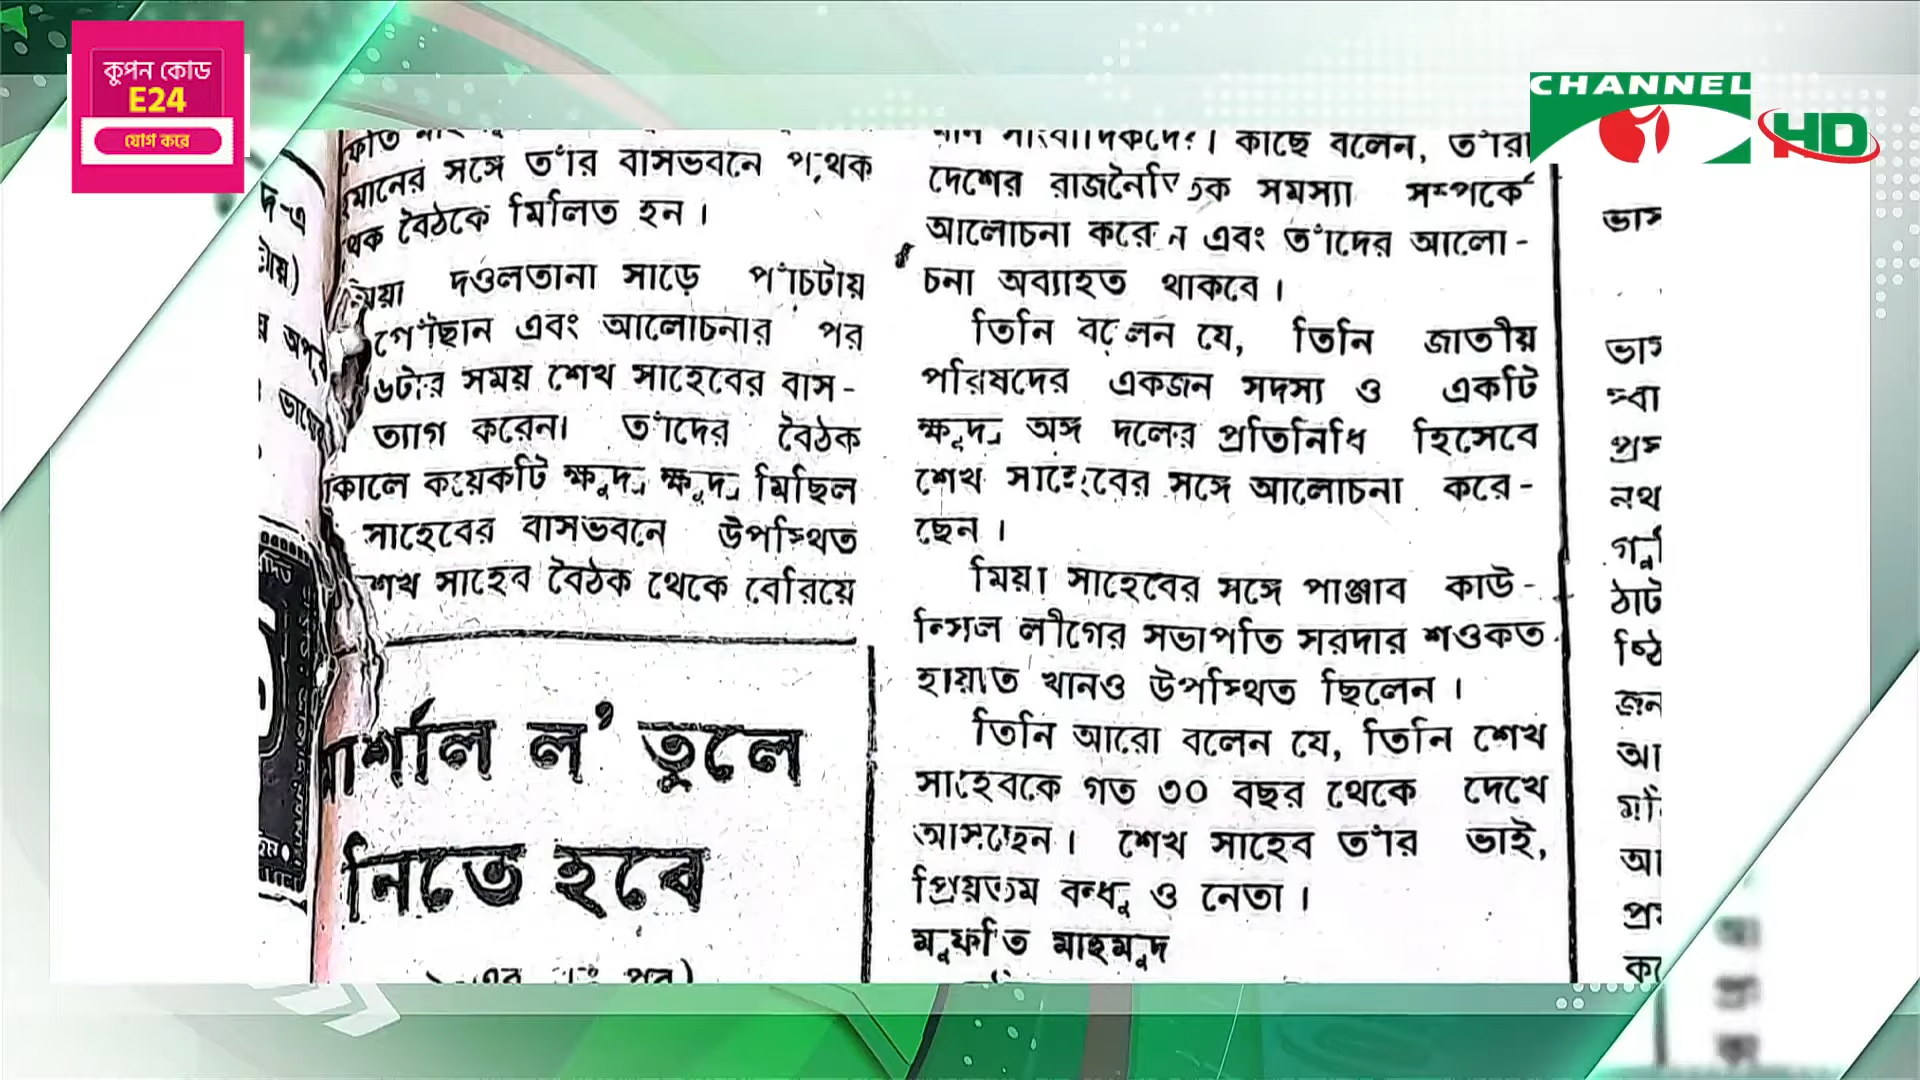 কুপন কোড
E24
যোগ করে
CHANNEL
HD
দ-এ
মানের সঙ্গে তাঁর বাসভবনে পৃথক
বৈঠকে মিলিত হন।
দওলতানা সাড়ে পাঁচটায়
পৌঁছান এবং আলোচনার পর
৬টার সময় শেখ সাহেবের বাস-
ত্যাগ করেন। তাঁদের বৈঠক
কালে কয়েকটি ক্ষুদ্র ক্ষুদ্র মিছিল
সাহেবের বাসভবনে উপস্থিত
শেখ সাহেব বৈঠক থেকে বেরিয়ে
মার্শাল ল' তুলে
নিতে হবে
কাছে বলেন, তাঁরা
দেশের রাজনৈতিক সমস্যা সম্পর্কে
আলোচনা করেন এবং তাঁদের আলো-
চনা অব্যাহত থাকবে।
তিনি বলেন যে, তিনি জাতীয়
পরিষদের একজন সদস্য ও একটি
ক্ষুদ্র অঙ্গ দলের প্রতিনিধি হিসেবে
শেখ সাহেবের সঙ্গে আলোচনা করে-
ছেন।
মিয়া সাহেবের সঙ্গে পাঞ্জাব কাউ-
ন্সিল লীগের সভাপতি সরদার শওকত
হায়াত খানও উপস্থিত ছিলেন।
তিনি আরো বলেন যে, তিনি শেখ
সাহেবকে গত ৩০ বছর থেকে দেখে
আসছেন। শেখ সাহেব তাঁর ভাই,
প্রিয়তম বন্ধু ও নেতা।
মুফতি মাহমুদ